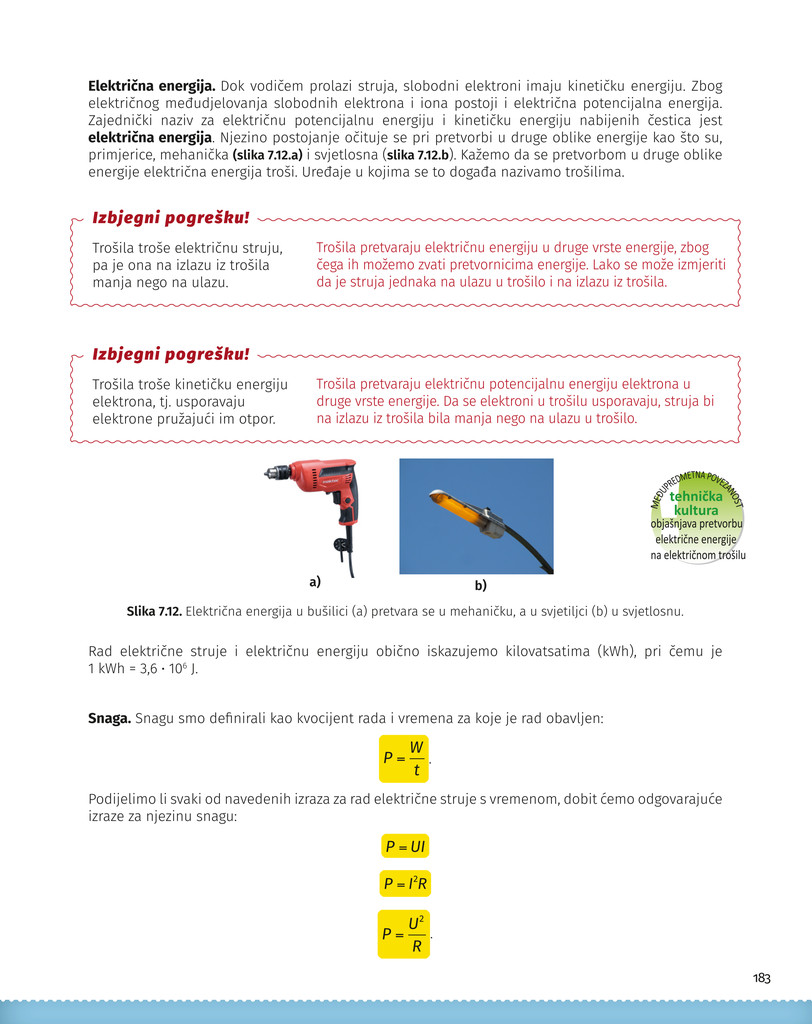 Električna energija. Dok vodičem prolazi struja, slobodni elektroni imaju kinetičku energiju. Zbog
električnog međudjelovanja slobodnih elektrona i iona postoji i električna potencijalna energija.
Zajednički naziv za električnu potencijalnu energiju i kinetičku energiju nabijenih čestica jest
električna energija. Njezino postojanje očituje se pri pretvorbi u druge oblike energije kao što su,
primjerice, mehanička (slika 7.12.a) i svjetlosna (slika 7.12.b). Kažemo da se pretvorbom u druge oblike
energije električna energija troši. Uređaje u kojima se to događa nazivamo trošilima.
Izbjegni pogrešku!
Trošila troše električnu struju,
pa je ona na izlazu iz trošila
manja nego na ulazu.
Trošila pretvaraju električnu energiju u druge vrste energije, zbog
čega ih možemo zvati pretvornicima energije. Lako se može izmjeriti
da je struja jednaka na ulazu u trošilo i na izlazu iz trošila.
Izbjegni pogrešku!
Trošila troše kinetičku energiju
elektrona, tj. usporavaju
elektrone pružajući im otpor.
Trošila pretvaraju električnu potencijalnu energiju elektrona u
druge vrste energije. Da se elektroni u trošilu usporavaju, struja bi
na izlazu iz trošila bila manja nego na ulazu u trošilo.
MEĐUPREDMETNA POVEZANOST
tehnička
kultura
objašnjava pretvorbu
električne energije
na električnom trošilu
a)
b)
Slika 7.12. Električna energija u bušilici (a) pretvara se u mehaničku, a u svjetiljci (b) u svjetlosnu.
Rad električne struje i električnu energiju obično iskazujemo kilovatsatima (kWh), pri čemu je
1 kWh = 3,6 · 10⁶ J.
Snaga. Snagu smo definirali kao kvocijent rada i vremena za koje je rad obavljen:
P = W/t.
Podijelimo li svaki od navedenih izraza za rad električne struje s vremenom, dobit ćemo odgovarajuće
izraze za njezinu snagu:
P = UI
P = I²R
P = U²/R.
183